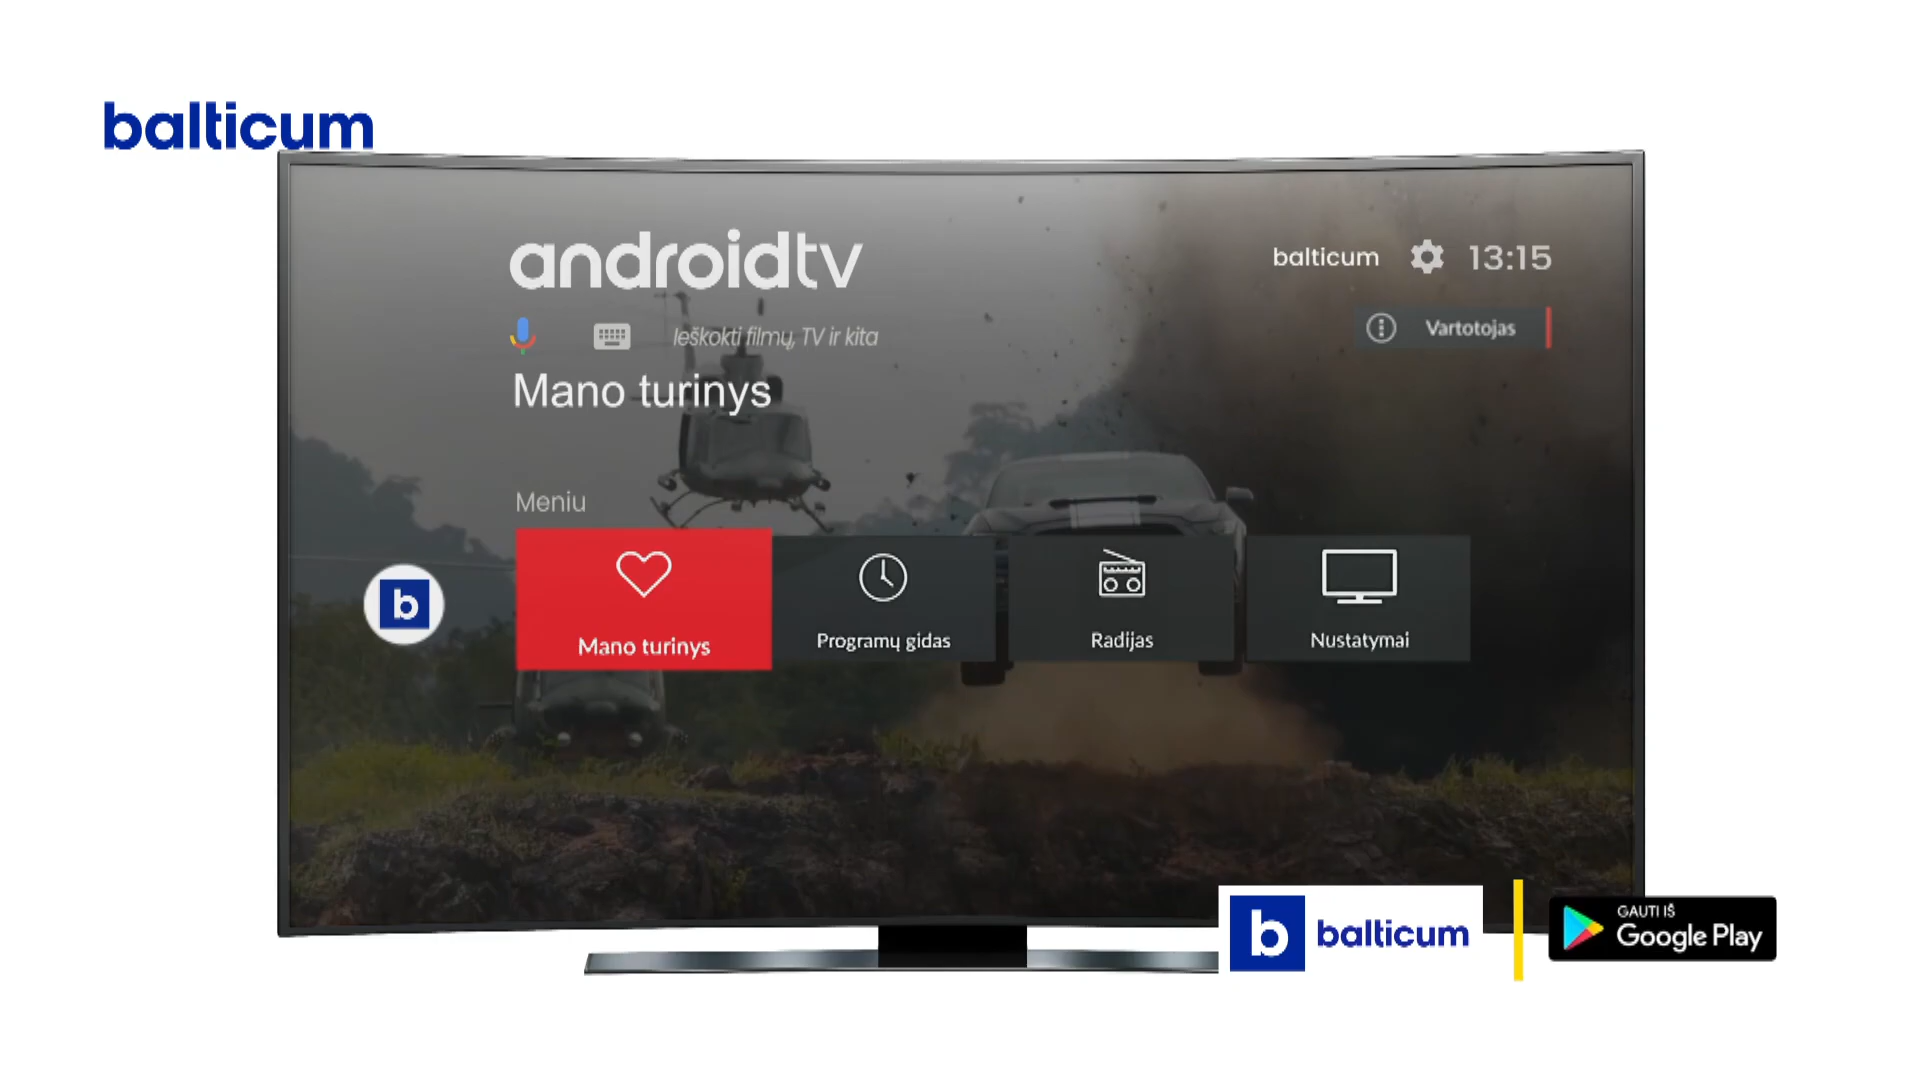 balticum
androidtv
balticum
13:15
Ieškokti filmų, TV ir kita
Vartotojas
Mano turinys
Meniu
b
Mano turinys
Programų gidas
Radijas
Nustatymai
b balticum
GAUTI IŠ
Google Play